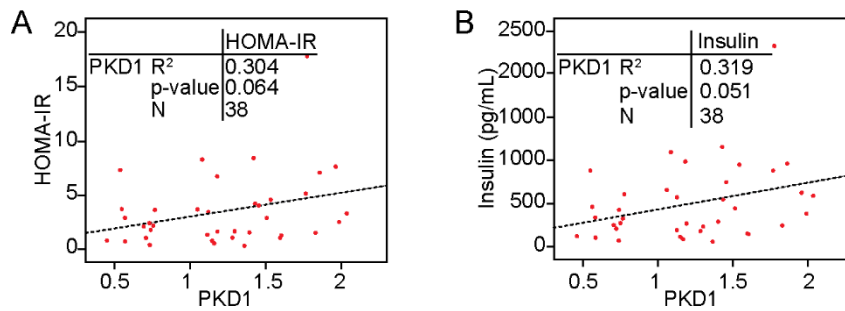 A
HOMA-IR
PKD1 R² 0.304
p-value 0.064
N 38
20
15
10
5
0
HOMA-IR
0.5 1 1.5 2
PKD1
B
Insulin
PKD1 R² 0.319
p-value 0.051
N 38
2500
2000
1500
1000
500
0
Insulin (pg/mL)
0.5 1 1.5 2
PKD1